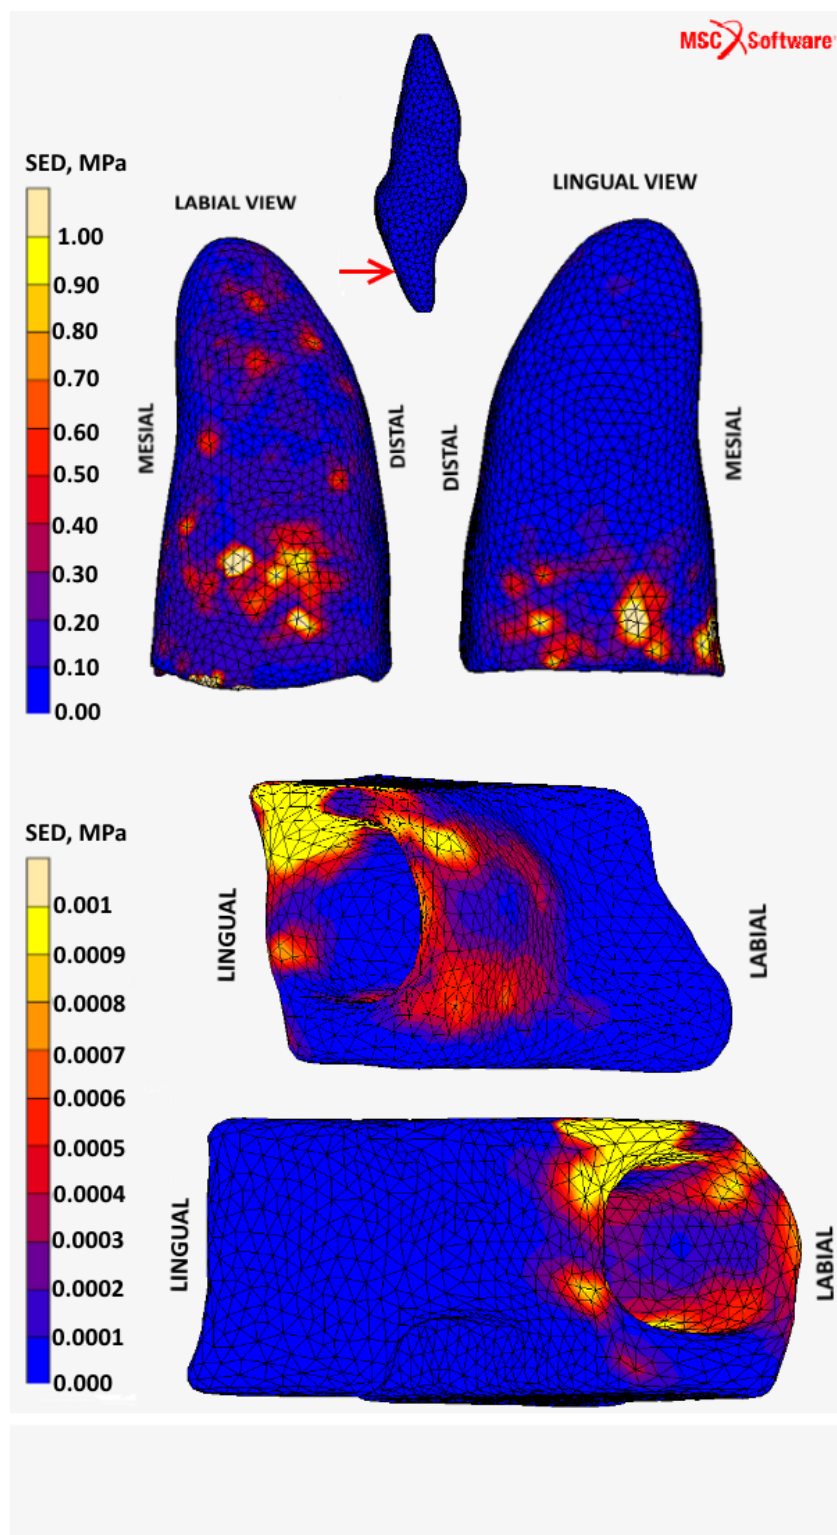 MSC Software
SED, MPa
LABIAL VIEW
LINGUAL VIEW
1.00
0.90
0.80
0.70
0.60
0.50
0.40
0.30
0.20
0.10
0.00
MESIAL
DISTAL
DISTAL
MESIAL
SED, MPa
0.001
0.0009
0.0008
0.0007
0.0006
0.0005
0.0004
0.0003
0.0002
0.0001
0.000
LINGUAL
LABIAL
LINGUAL
LABIAL